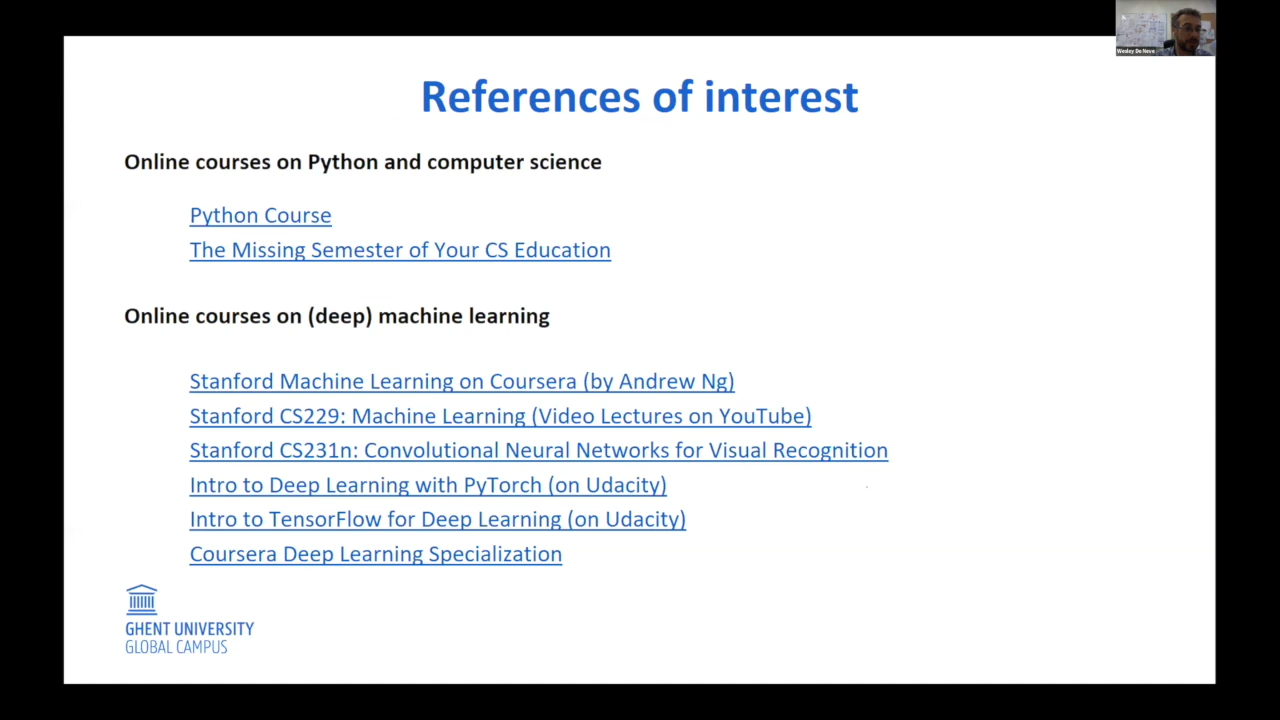 Wesley De Neve
References of interest
Online courses on Python and computer science
Python Course
The Missing Semester of Your CS Education
Online courses on (deep) machine learning
Stanford Machine Learning on Coursera (by Andrew Ng)
Stanford CS229: Machine Learning (Video Lectures on YouTube)
Stanford CS231n: Convolutional Neural Networks for Visual Recognition
Intro to Deep Learning with PyTorch (on Udacity)
Intro to TensorFlow for Deep Learning (on Udacity)
Coursera Deep Learning Specialization
GHENT UNIVERSITY
GLOBAL CAMPUS